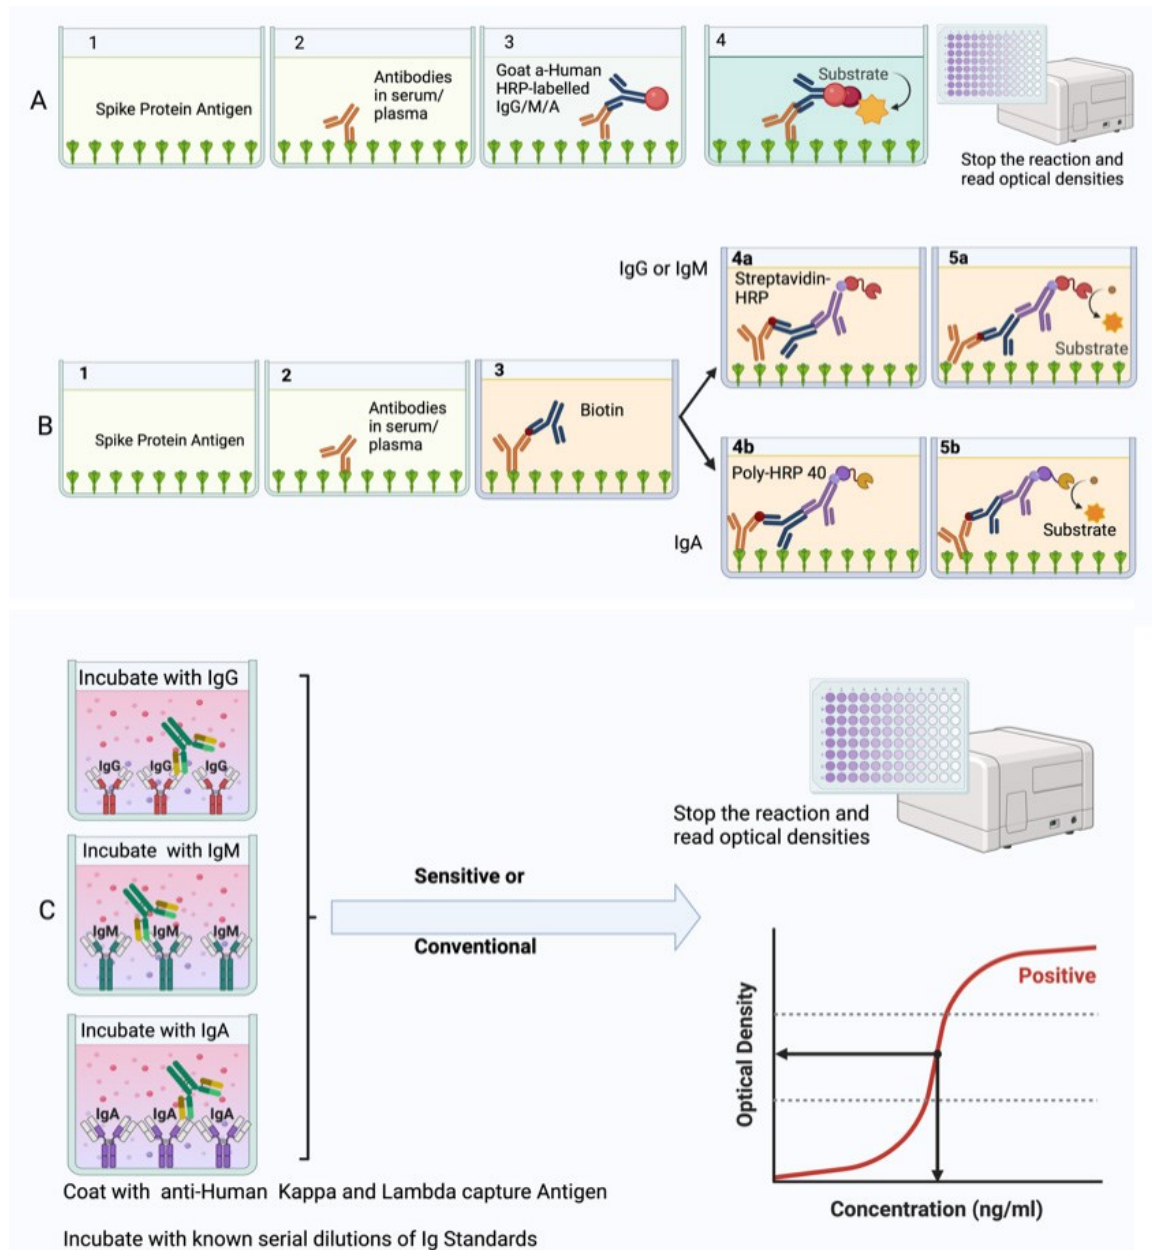 A
1
Spike Protein Antigen
2
Antibodies
in serum/
plasma
3
Goat a-Human
HRP-labelled
IgG/M/A
4
Substrate
Stop the reaction and
read optical densities
B
1
Spike Protein Antigen
2
Antibodies
in serum/
plasma
3
Biotin
IgG or IgM
4a
Streptavidin-
HRP
5a
Substrate
IgA
4b
Poly-HRP 40
5b
Substrate
C
Incubate with IgG
IgG IgG IgG
Incubate with IgM
IgM IgM IgM
Incubate with IgA
IgA IgA IgA
Coat with anti-Human Kappa and Lambda capture Antigen
Incubate with known serial dilutions of Ig Standards
Sensitive or
Conventional
Stop the reaction and
read optical densities
Positive
Optical Density
Concentration (ng/ml)